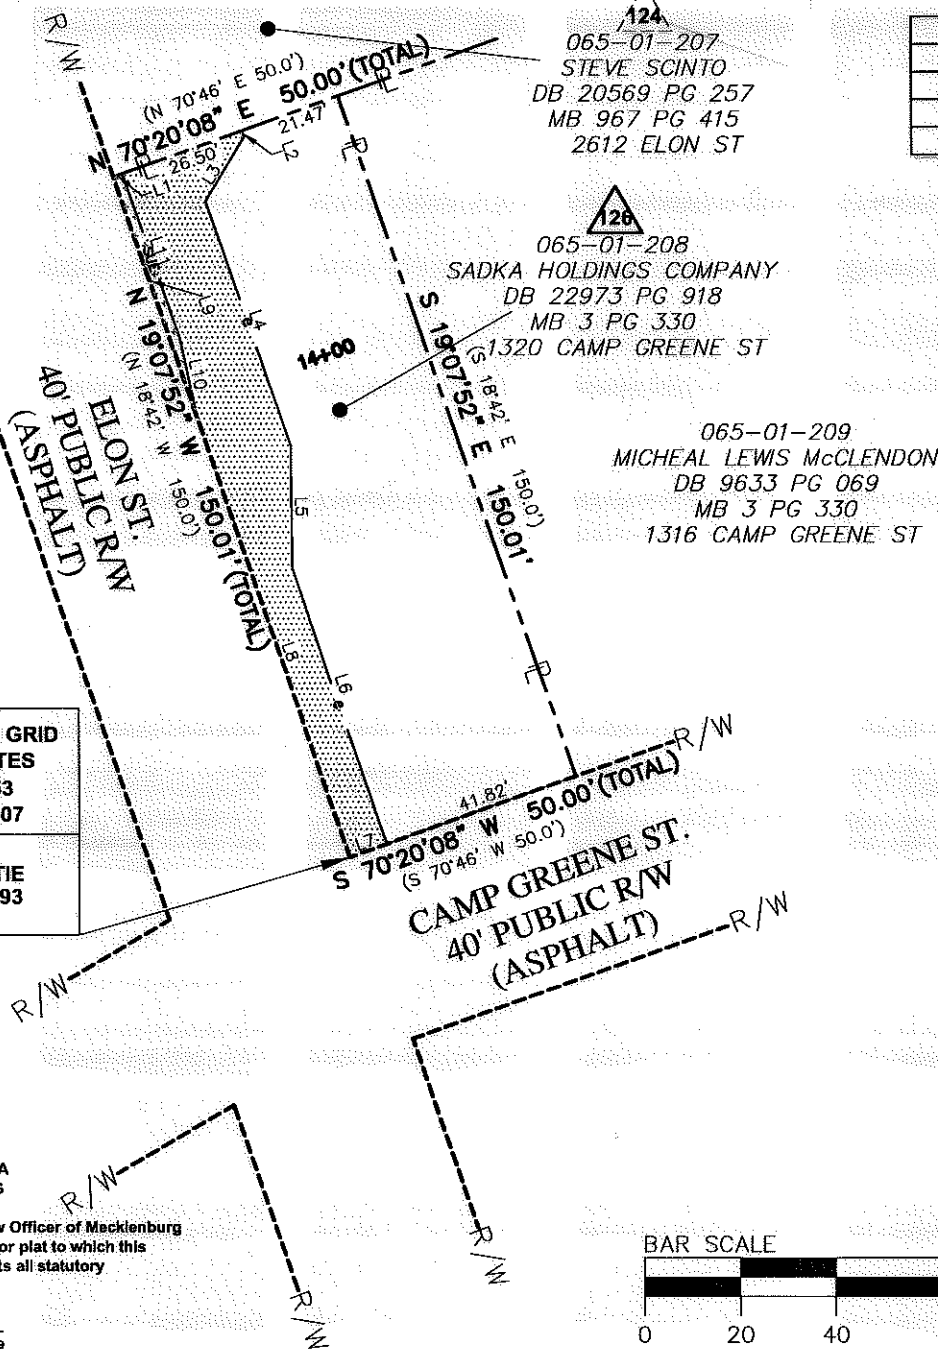 R/W
124
065-01-207
STEVE SCINTO
DB 20569 PG 257
MB 967 PG 415
2612 ELON ST
(N 70°46' E 50.0')
N 70°20'08" E 50.00'(TOTAL)
26.50'
21.47'
PL
PL
PL
L1
L2
L3
L11
L9
L10
L4
e
L5
L6
e
L8
L7
126
065-01-208
SADKA HOLDINGS COMPANY
DB 22973 PG 918
MB 3 PG 330
1320 CAMP GREENE ST
14+00
N 19°07'52" W 150.01'(TOTAL)
(N 18°42' W 150.0')
S 19°07'52" E 150.01'
(S 18°42' E 150.0')
PL
ELON ST.
40' PUBLIC R/W
(ASPHALT)
065-01-209
MICHEAL LEWIS McCLENDON
DB 9633 PG 069
MB 3 PG 330
1316 CAMP GREENE ST
GRID
TES
07
TIE
93
41.82'
S 70°20'08" W 50.00'(TOTAL)
(S 70°46' W 50.0')
R/W
CAMP GREENE ST.
40' PUBLIC R/W
(ASPHALT)
R/W
R/W
R/W
R/W
R/W
Officer of Mecklenburg
or plat to which this
ts all statutory
BAR SCALE
0 20 40